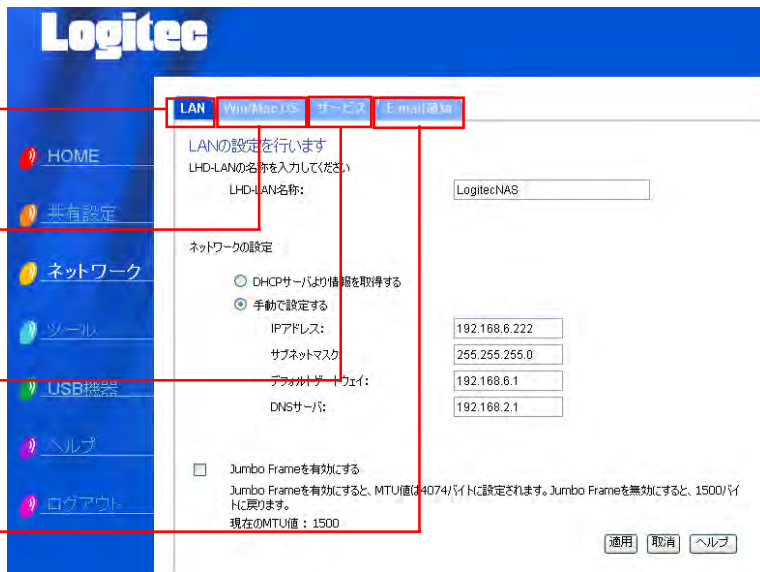 Logitec
LAN Win/Mac OS サービス E-mail通知
HOME
共有設定
ネットワーク
ツール
USB機器
ヘルプ
ログアウト
LANの設定を行います
LHD-LANの名称を入力してください
LHD-LAN名称: LogitecNAS
ネットワークの設定
DHCPサーバより情報を取得する
手動で設定する
IPアドレス: 192.168.6.222
サブネットマスク: 255.255.255.0
デフォルトゲートウェイ: 192.168.6.1
DNSサーバ: 192.168.2.1
Jumbo Frameを有効にする
Jumbo Frameを有効にすると、MTU値は4074バイトに設定されます。Jumbo Frameを無効にすると、1500バイ
トに戻ります。
現在のMTU値 : 1500
適用 取消 ヘルプ